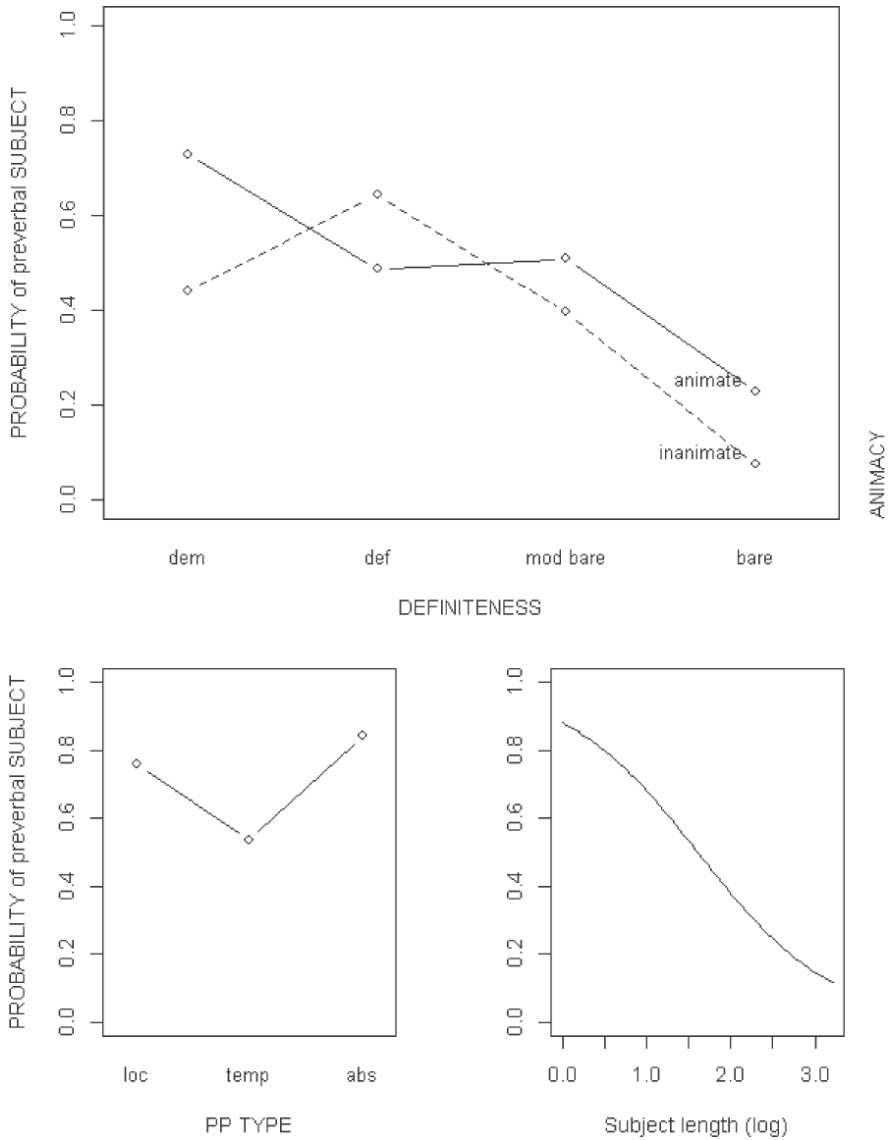 PROBABILITY of preverbal SUBJECT
1.0
0.8
0.6
0.4
0.2
0.0
animate
inanimate
ANIMACY
dem def mod bare bare
DEFINITENESS
PROBABILITY of preverbal SUBJECT
1.0
0.8
0.6
0.4
0.2
0.0
loc temp abs
PP TYPE
1.0
0.8
0.6
0.4
0.2
0.0
0.0 1.0 2.0 3.0
Subject length (log)